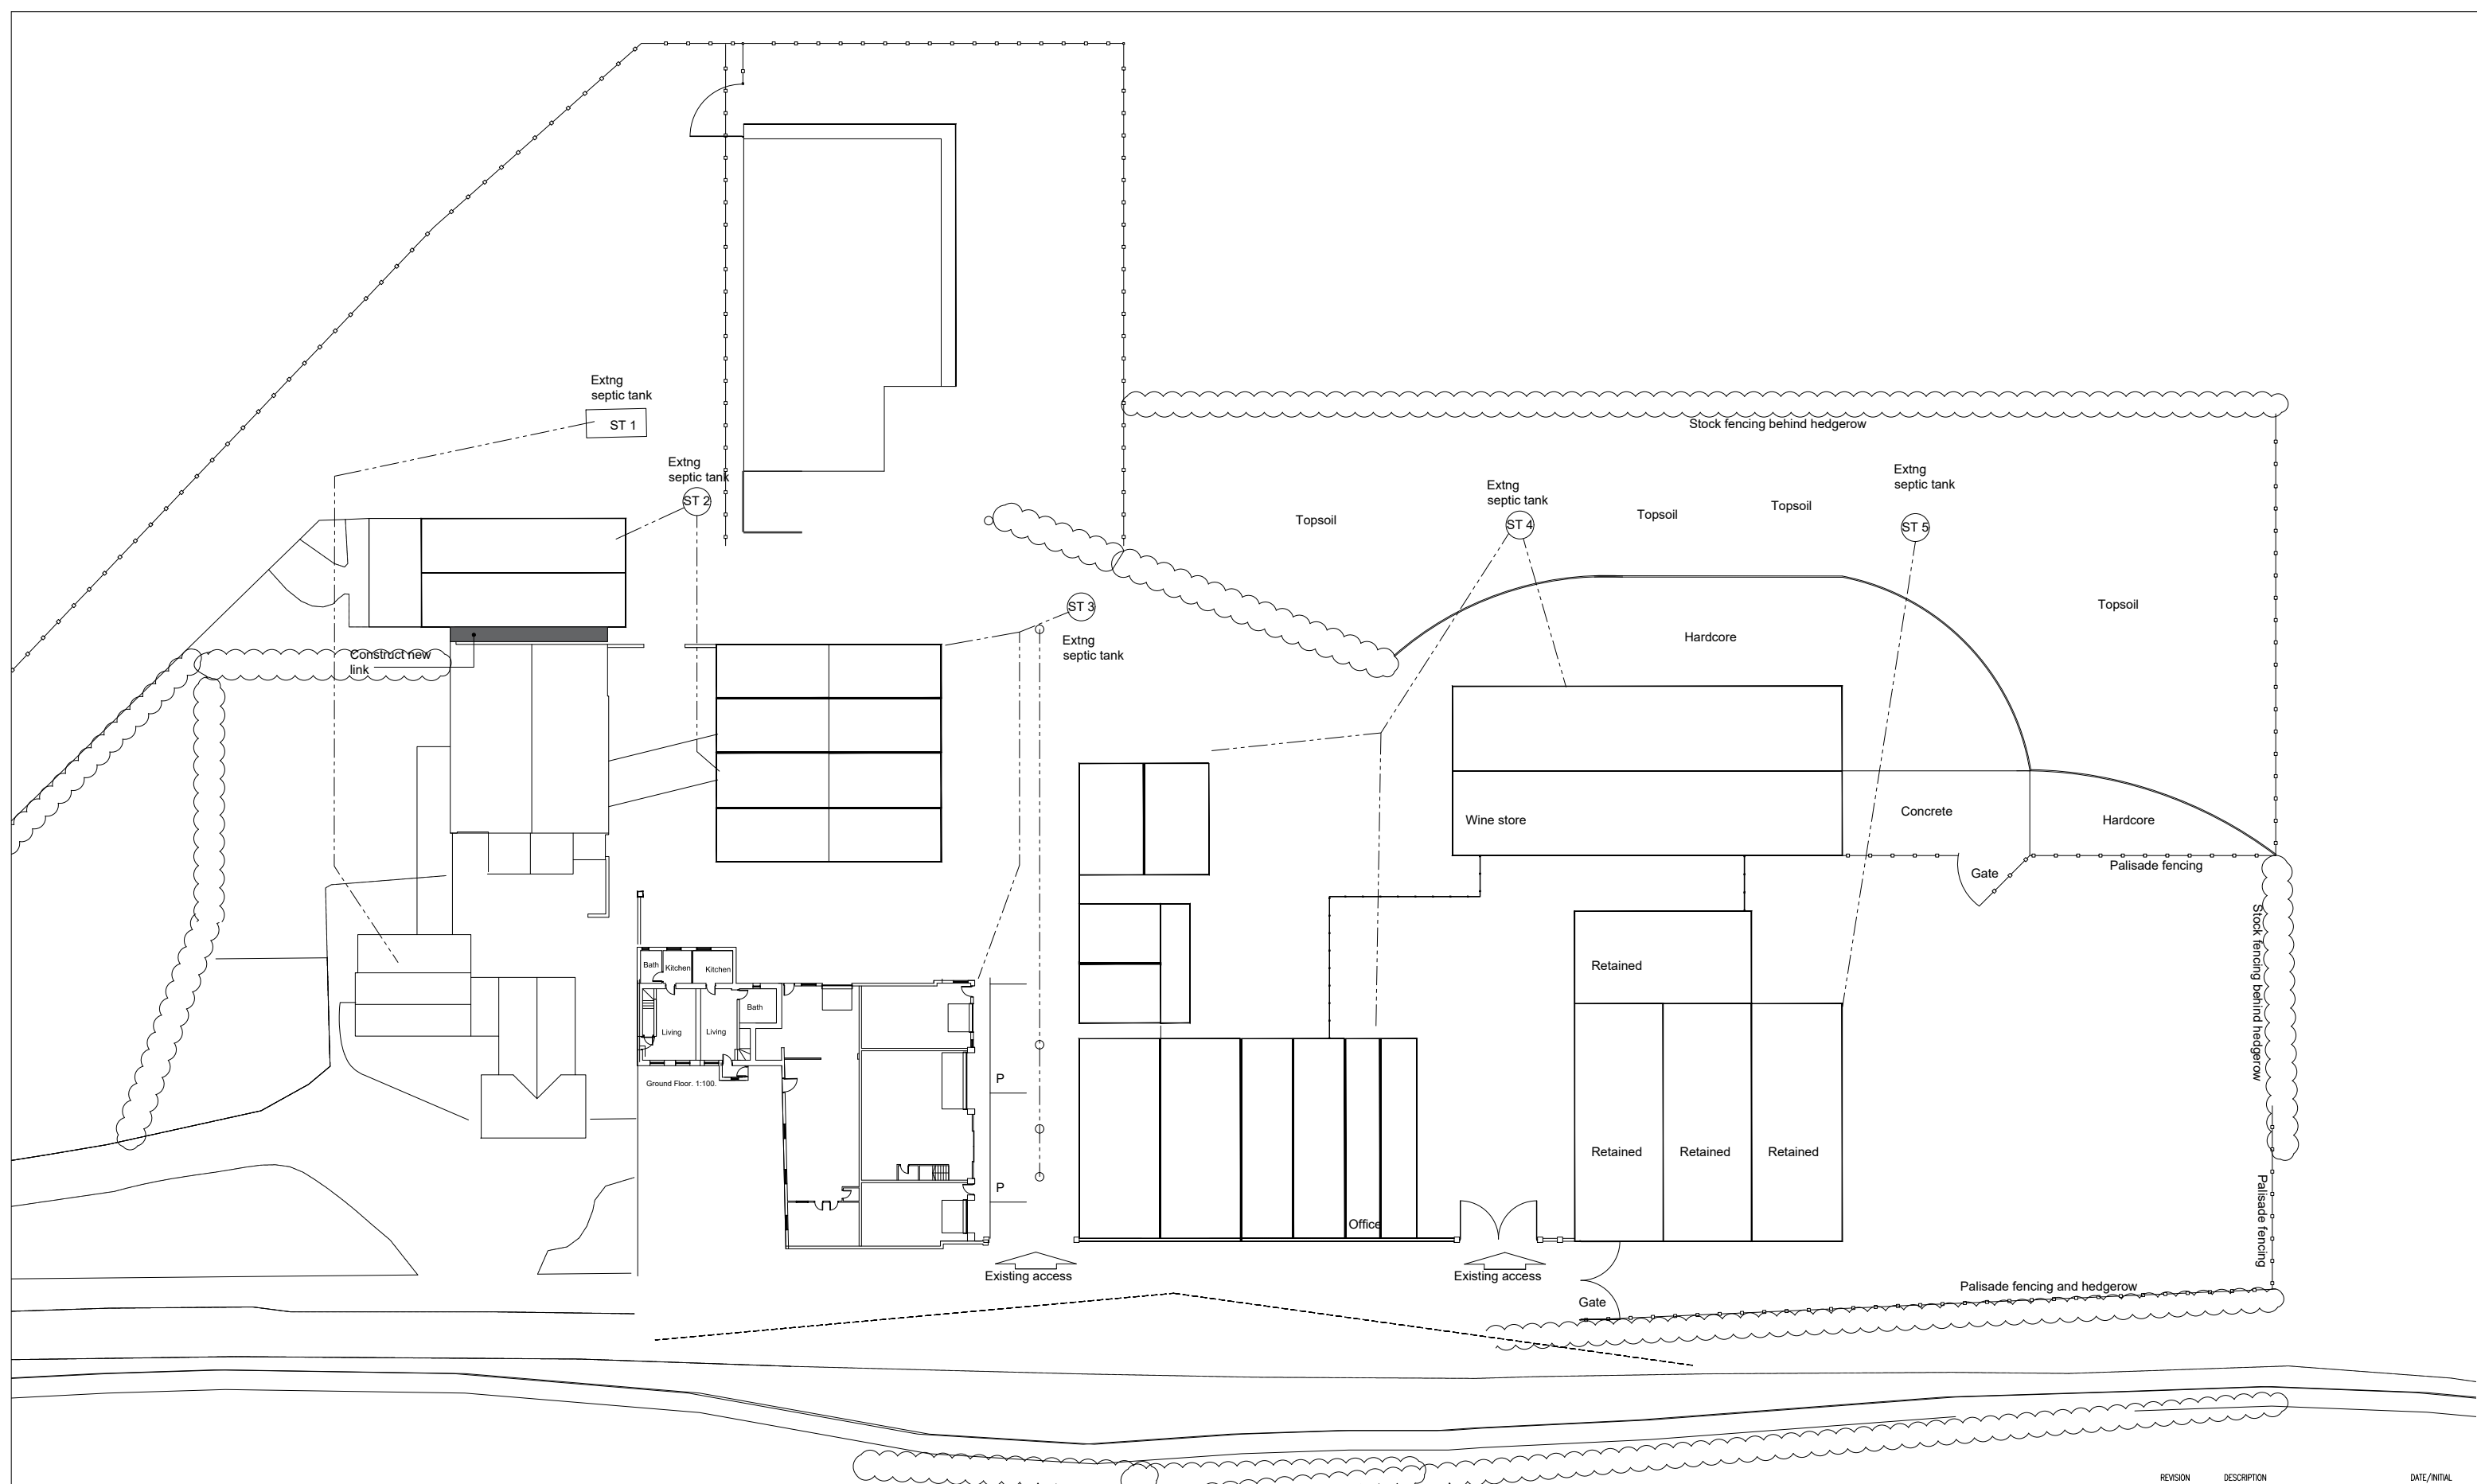 Extng
septic tank
ST 1
Extng
septic tank
ST 2
Stock fencing behind hedgerow
Extng
septic tank
ST 4
Topsoil
Topsoil
Topsoil
Extng
septic tank
ST 5
Topsoil
ST 3
Extng
septic tank
Construct new
link
Hardcore
Wine store
Concrete
Hardcore
Gate
Palisade fencing
Stock fencing behind hedgerow
Bath
Kitchen
Kitchen
Bath
Living
Living
Ground Floor. 1:100.
P
P
Retained
Retained
Retained
Retained
Office
Existing access
Existing access
Gate
Palisade fencing
Palisade fencing and hedgerow
REVISION DESCRIPTION DATE/INITIAL